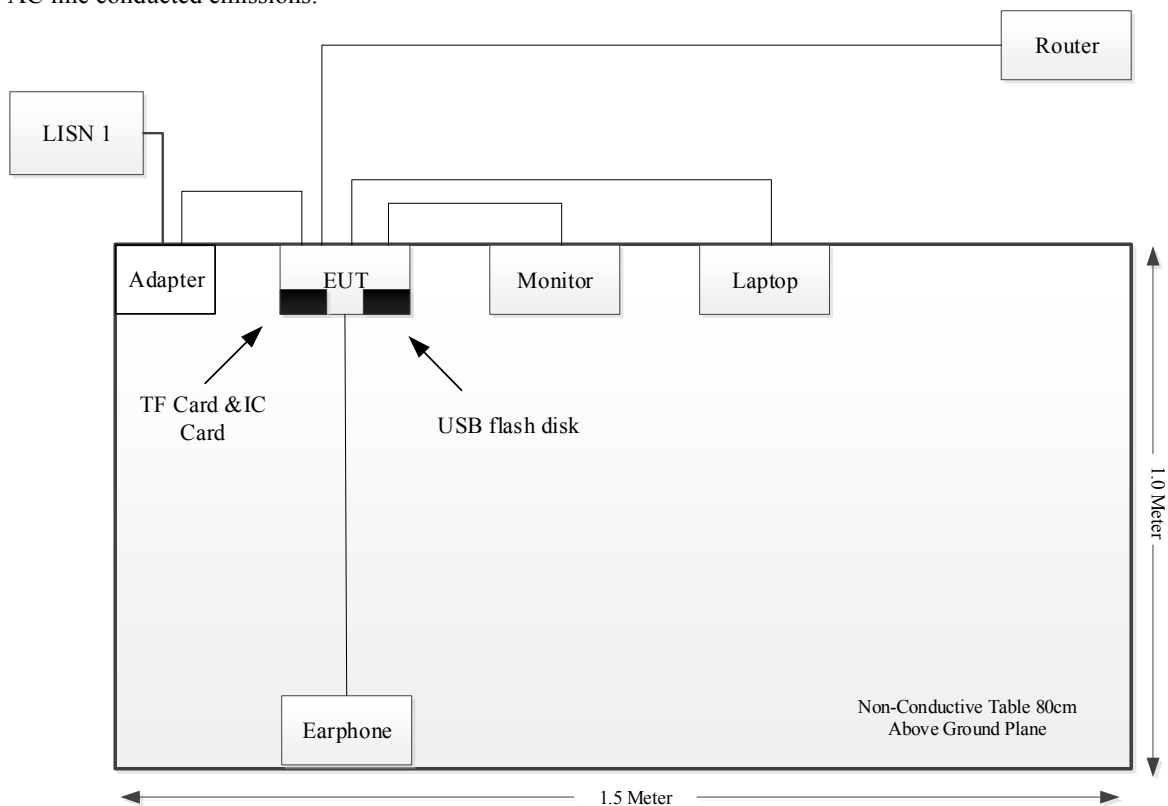 AC line conducted emissions:
Router
LISN 1
Adapter
EUT
Monitor
Laptop
TF Card &IC
Card
USB flash disk
1.0 Meter
Earphone
Non-Conductive Table 80cm
Above Ground Plane
1.5 Meter